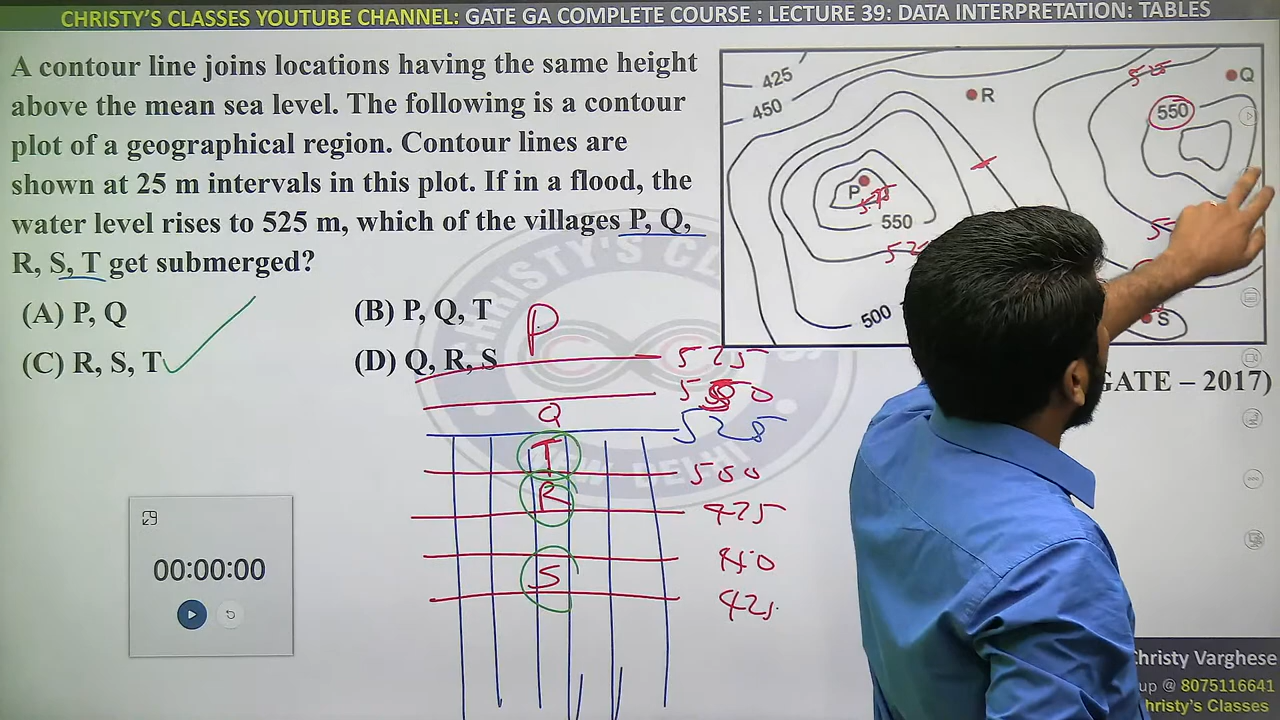 CHRISTY'S CLASSES YOUTUBE CHANNEL: GATE GA COMPLETE COURSE : LECTURE 39: DATA INTERPRETATION: TABLES
A contour line joins locations having the same height
above the mean sea level. The following is a contour
plot of a geographical region. Contour lines are
shown at 25 m intervals in this plot. If in a flood, the
water level rises to 525 m, which of the villages P, Q,
R, S, T get submerged?
(A) P, Q
(B) P, Q, T
(C) R, S, T
(D) Q, R, S
425
450
R
525
Q
550
P
575
550
525
500
S
GATE – 2017)
P
575
550
Q
525
T
500
R
475
450
S
425
00:00:00
Christy Varghese
up @ 8075116641
Christy's Classes